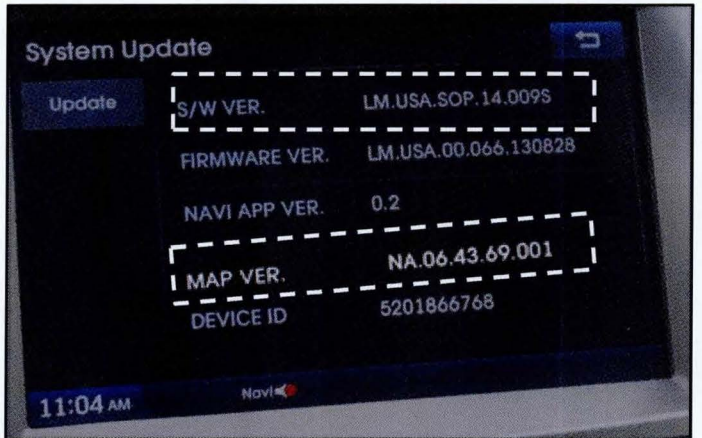 System Update
Update
S/W VER. LM.USA.SOP.14.009S
FIRMWARE VER. LM.USA.00.066.130828
NAVI APP VER. 0.2
MAP VER. NA.06.43.69.001
DEVICE ID 5201866768
11:04 AM Navi